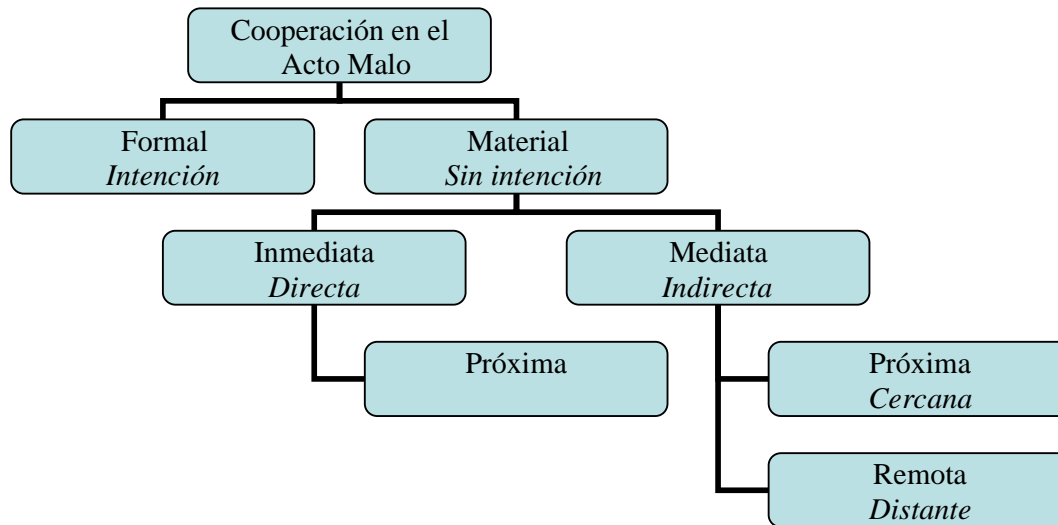 Cooperación en el
Acto Malo
Formal
Intención
Material
Sin intención
Inmediata
Directa
Mediata
Indirecta
Próxima
Próxima
Cercana
Remota
Distante